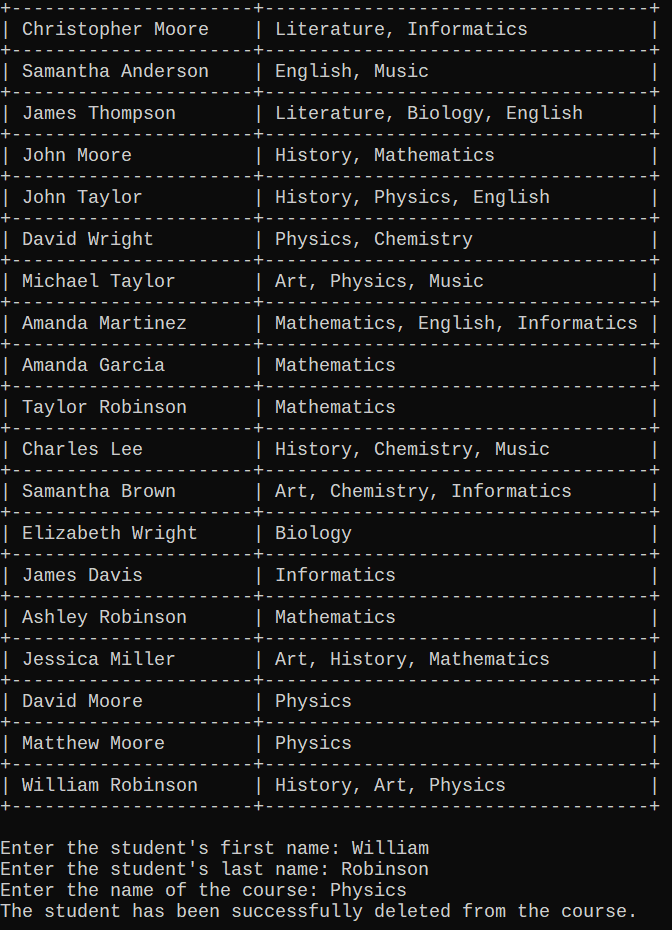 +----------------------+-----------------------------------+
| Christopher Moore    | Literature, Informatics           |
+----------------------+-----------------------------------+
| Samantha Anderson    | English, Music                    |
+----------------------+-----------------------------------+
| James Thompson       | Literature, Biology, English      |
+----------------------+-----------------------------------+
| John Moore           | History, Mathematics              |
+----------------------+-----------------------------------+
| John Taylor          | History, Physics, English         |
+----------------------+-----------------------------------+
| David Wright         | Physics, Chemistry                |
+----------------------+-----------------------------------+
| Michael Taylor       | Art, Physics, Music               |
+----------------------+-----------------------------------+
| Amanda Martinez      | Mathematics, English, Informatics |
+----------------------+-----------------------------------+
| Amanda Garcia        | Mathematics                       |
+----------------------+-----------------------------------+
| Taylor Robinson      | Mathematics                       |
+----------------------+-----------------------------------+
| Charles Lee          | History, Chemistry, Music         |
+----------------------+-----------------------------------+
| Samantha Brown       | Art, Chemistry, Informatics       |
+----------------------+-----------------------------------+
| Elizabeth Wright     | Biology                           |
+----------------------+-----------------------------------+
| James Davis          | Informatics                       |
+----------------------+-----------------------------------+
| Ashley Robinson      | Mathematics                       |
+----------------------+-----------------------------------+
| Jessica Miller       | Art, History, Mathematics         |
+----------------------+-----------------------------------+
| David Moore          | Physics                           |
+----------------------+-----------------------------------+
| Matthew Moore        | Physics                           |
+----------------------+-----------------------------------+
| William Robinson     | History, Art, Physics             |
+----------------------+-----------------------------------+

Enter the student's first name: William
Enter the student's last name: Robinson
Enter the name of the course: Physics
The student has been successfully deleted from the course.